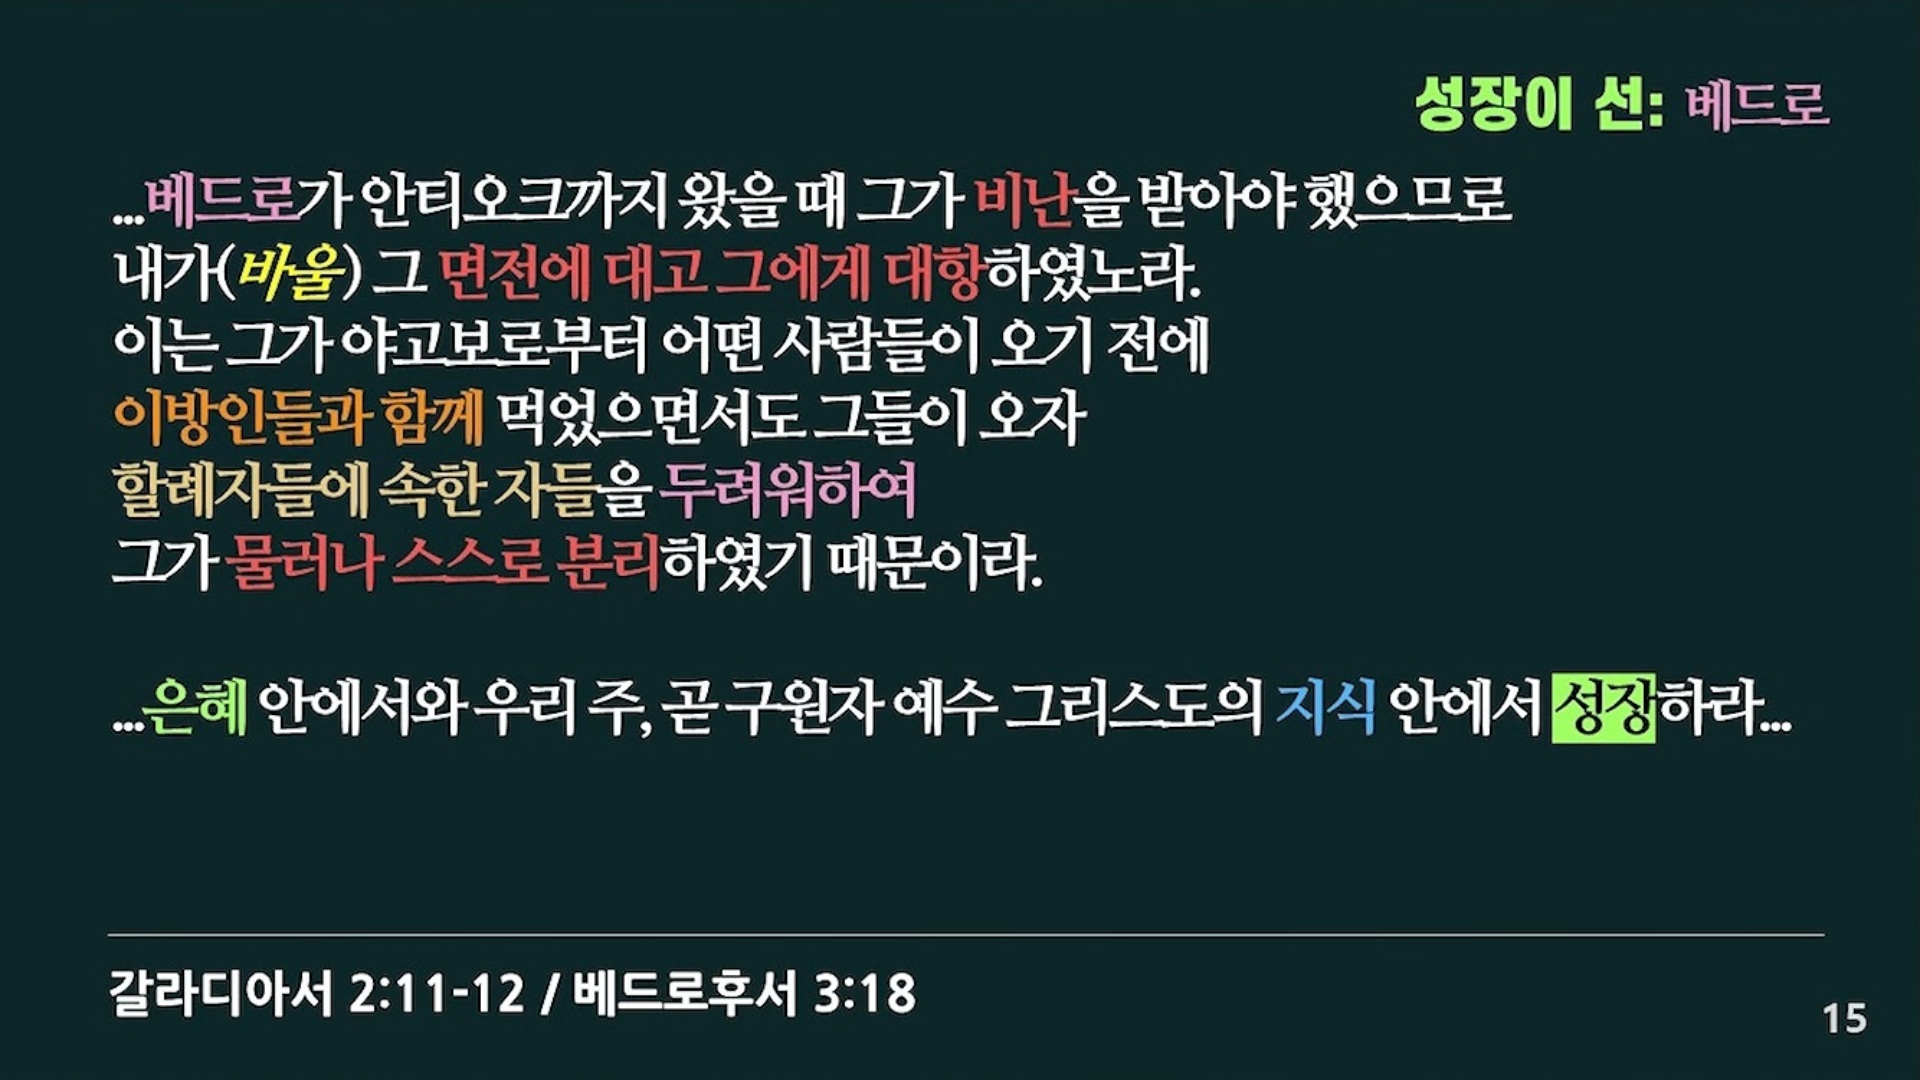 성장이 선: 베드로
...베드로가 안티오크까지 왔을 때 그가 비난을 받아야 했으므로
내가(바울) 그 면전에 대고 그에게 대항하였노라.
이는 그가 야고보로부터 어떤 사람들이 오기 전에
이방인들과 함께 먹었으면서도 그들이 오자
할례자들에 속한 자들을 두려워하여
그가 물러나 스스로 분리하였기 때문이라.
...은혜 안에서와 우리 주, 곧 구원자 예수 그리스도의 지식 안에서 성장하라...
갈라디아서 2:11-12 / 베드로후서 3:18
15